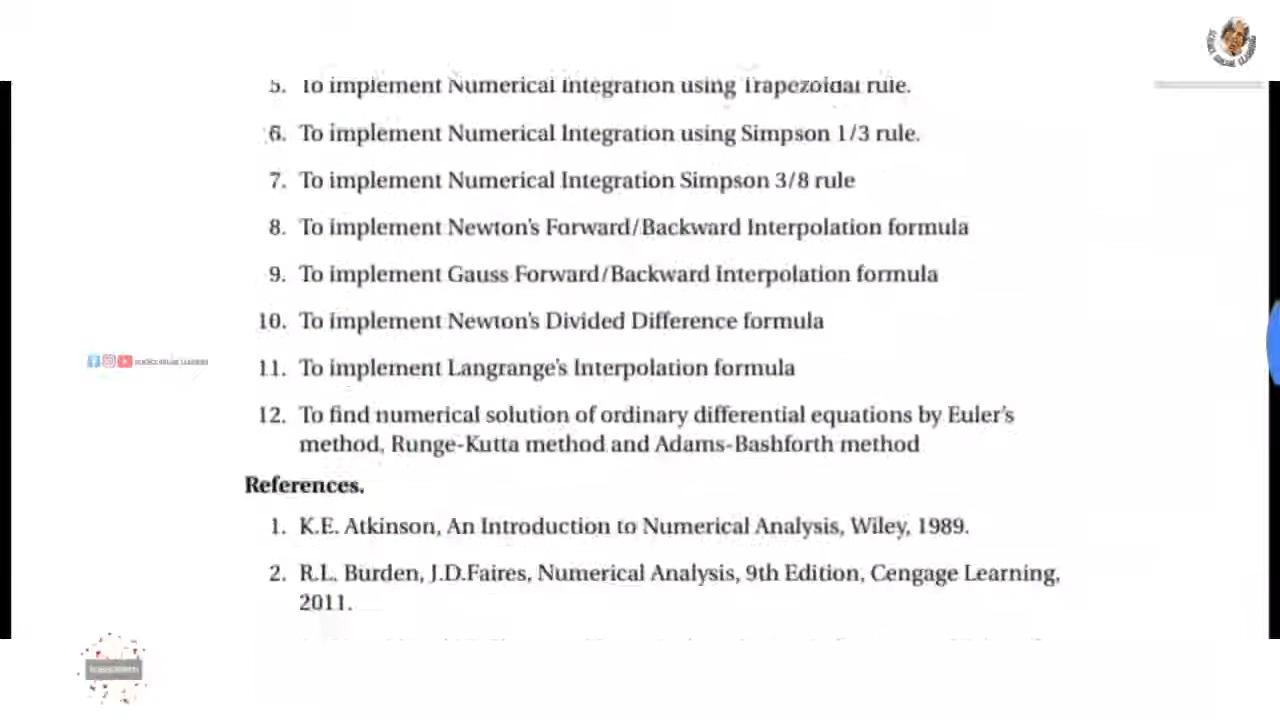 5. To implement Numerical Integration using Trapezoidal rule.
6. To implement Numerical Integration using Simpson 1/3 rule.
7. To implement Numerical Integration Simpson 3/8 rule
8. To implement Newton's Forward/Backward Interpolation formula
9. To implement Gauss Forward/Backward Interpolation formula
10. To implement Newton's Divided Difference formula
SCIENCE ONLINE LEARNING
11. To implement Langrange's Interpolation formula
12. To find numerical solution of ordinary differential equations by Euler's
method, Runge-Kutta method and Adams-Bashforth method
References.
1. K.E. Atkinson, An Introduction to Numerical Analysis, Wiley, 1989.
2. R.L. Burden, J.D.Faires, Numerical Analysis, 9th Edition, Cengage Learning,
2011.